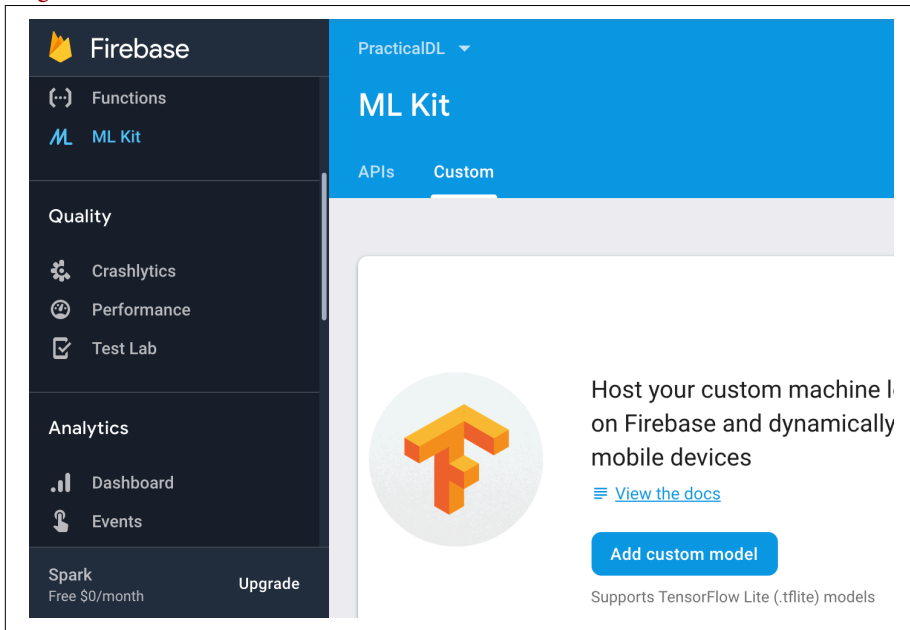 Firebase
Functions
ML Kit
Quality
Crashlytics
Performance
Test Lab
Analytics
Dashboard
Events
Spark
Free $0/month
Upgrade
PracticalDL
ML Kit
APIs Custom
Host your custom machine
on Firebase and dynamically
mobile devices
View the docs
Add custom model
Supports TensorFlow Lite (.tflite) models